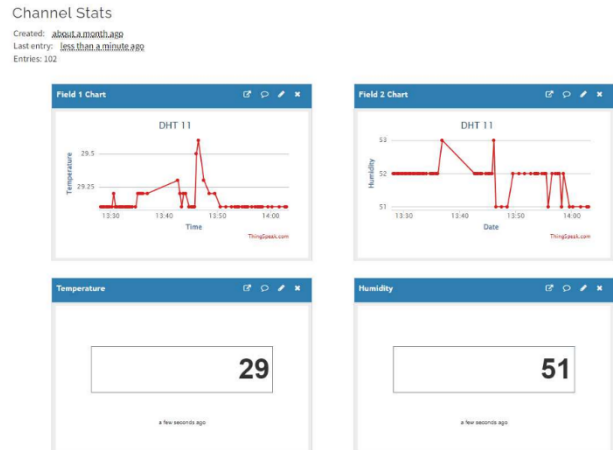 Channel Stats
Created: about a month ago
Last entry: less than a minute ago
Entries: 102
Field 1 Chart
DHT 11
Temperature
29.5
29.25
13:30 13:40 13:50 14:00
Time
ThingSpeak.com
Field 2 Chart
DHT 11
Humidity
53
52
51
13:30 13:40 13:50 14:00
Date
ThingSpeak.com
Temperature
29
a few seconds ago
Humidity
51
a few seconds ago